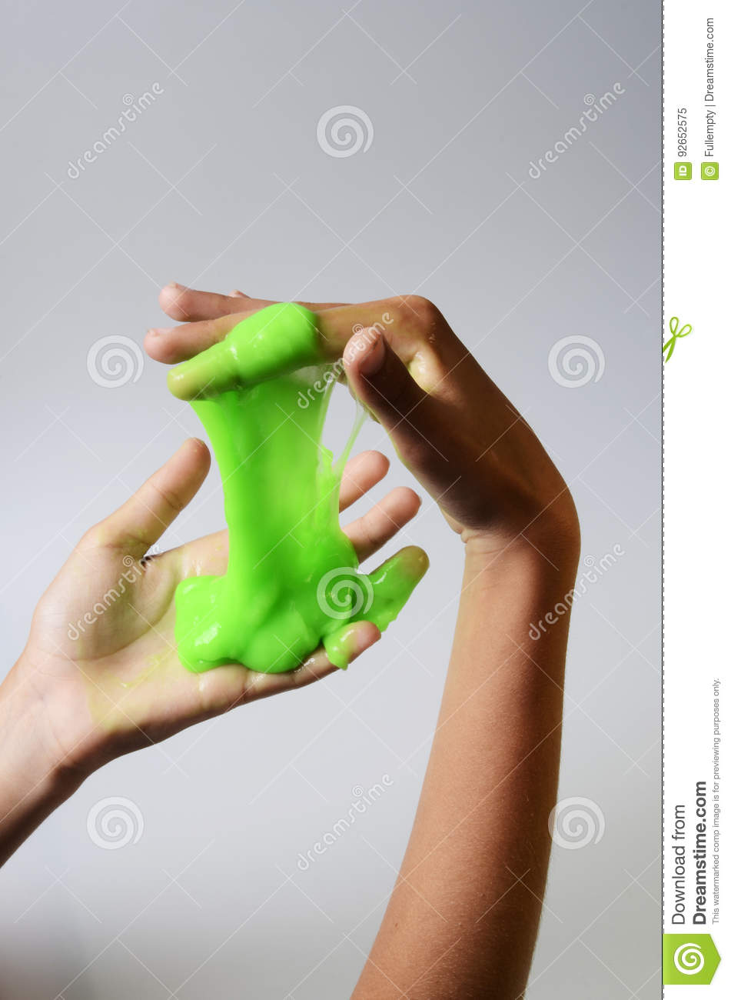 92652575
ID
Fullempty | Dreamstime.com
©
Download from
Dreamstime.com
This watermarked comp image is for previewing purposes only.
dreamstime
dreamstime
dreamstime
dreamstime
dreamstime
dreamstime